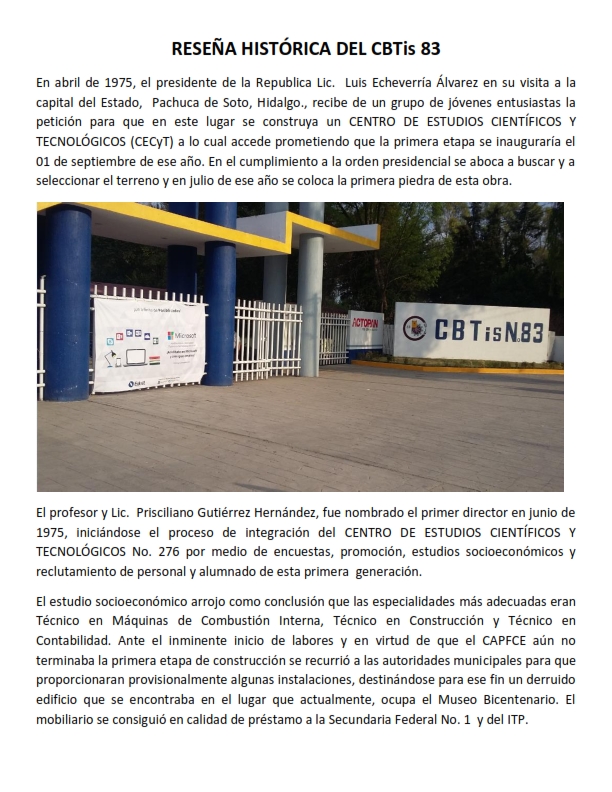 RESEÑA HISTÓRICA DEL CBTis 83
En abril de 1975, el presidente de la Republica Lic. Luis Echeverría Álvarez en su visita a la
capital del Estado, Pachuca de Soto, Hidalgo., recibe de un grupo de jóvenes entusiastas la
petición para que en este lugar se construya un CENTRO DE ESTUDIOS CIENTÍFICOS Y
TECNOLÓGICOS (CECyT) a lo cual accede prometiendo que la primera etapa se inauguraría el
01 de septiembre de ese año. En el cumplimiento a la orden presidencial se aboca a buscar y a
seleccionar el terreno y en julio de ese año se coloca la primera piedra de esta obra.
Microsoft
ACTOPAN
CBTis No.83
El profesor y Lic. Prisciliano Gutiérrez Hernández, fue nombrado el primer director en junio de
1975, iniciándose el proceso de integración del CENTRO DE ESTUDIOS CIENTÍFICOS Y
TECNOLÓGICOS No. 276 por medio de encuestas, promoción, estudios socioeconómicos y
reclutamiento de personal y alumnado de esta primera generación.
El estudio socioeconómico arrojo como conclusión que las especialidades más adecuadas eran
Técnico en Máquinas de Combustión Interna, Técnico en Construcción y Técnico en
Contabilidad. Ante el inminente inicio de labores y en virtud de que el CAPFCE aún no
terminaba la primera etapa de construcción se recurrió a las autoridades municipales para que
proporcionaran provisionalmente algunas instalaciones, destinándose para ese fin un derruido
edificio que se encontraba en el lugar que actualmente, ocupa el Museo Bicentenario. El
mobiliario se consiguió en calidad de préstamo a la Secundaria Federal No. 1 y del ITP.